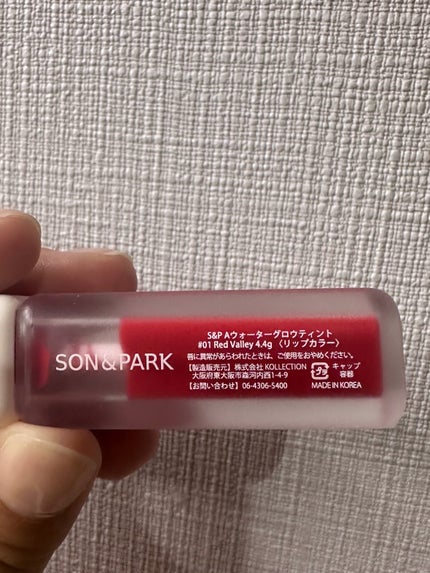 SON&PARK
S&P Aウォーターグロウティント
#01 Red Valley 4.4g 〈リップカラー〉
唇に異常があらわれたときは、ご使用をおやめください。
【製造販売元】株式会社 KOLLECTION
大阪府東大阪市森河内西1-4-9
【お問い合わせ】06-4306-5400
プラ キャップ
容器
MADE IN KOREA